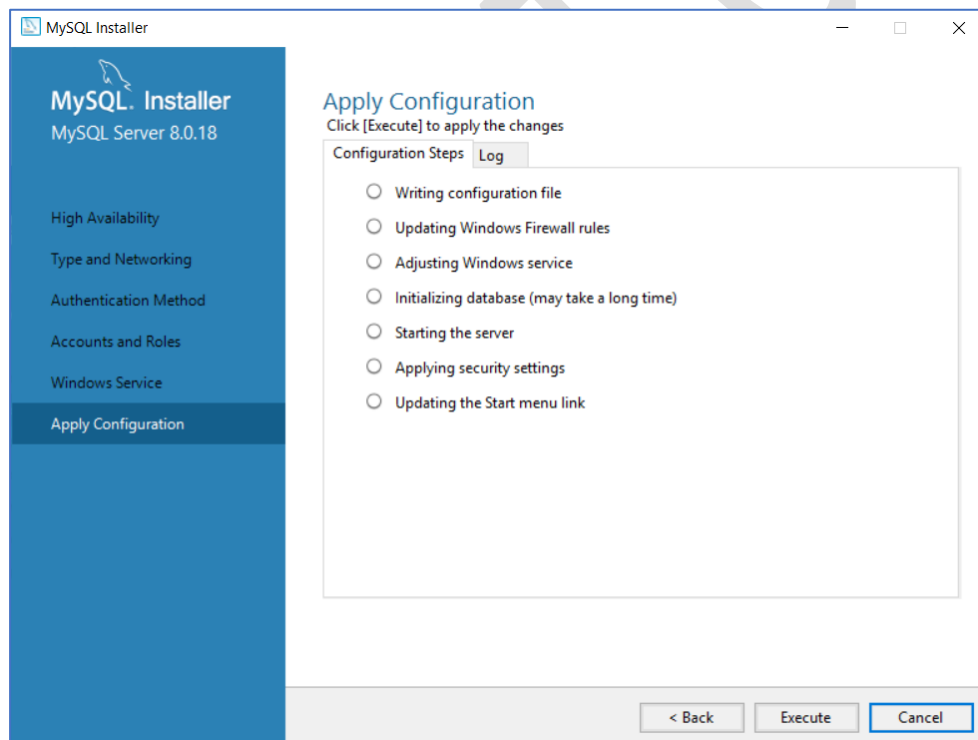 MySQL Installer
MySQL. Installer
MySQL Server 8.0.18
High Availability
Type and Networking
Authentication Method
Accounts and Roles
Windows Service
Apply Configuration
Apply Configuration
Click [Execute] to apply the changes
Configuration Steps Log
Writing configuration file
Updating Windows Firewall rules
Adjusting Windows service
Initializing database (may take a long time)
Starting the server
Applying security settings
Updating the Start menu link
< Back Execute Cancel